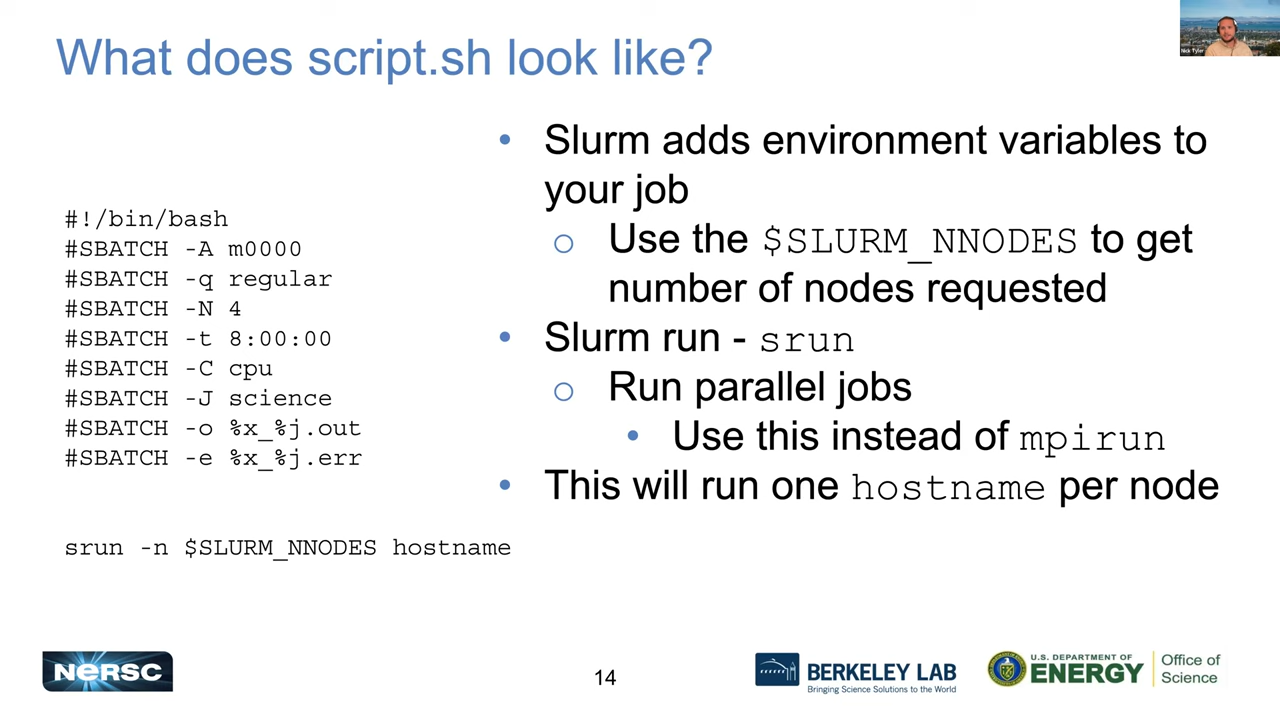 What does script.sh look like?
Nick Tyler
#!/bin/bash
#SBATCH -A m0000
#SBATCH -q regular
#SBATCH -N 4
#SBATCH -t 8:00:00
#SBATCH -C cpu
#SBATCH -J science
#SBATCH -o %x_%j.out
#SBATCH -e %x_%j.err
srun -n $SLURM_NNODES hostname
• Slurm adds environment variables to
your job
o Use the $SLURM_NNODES to get
number of nodes requested
• Slurm run - srun
o Run parallel jobs
• Use this instead of mpirun
• This will run one hostname per node
NERSC
14
BERKELEY LAB
Bringing Science Solutions to the World
U.S. DEPARTMENT OF
ENERGY
Office of
Science